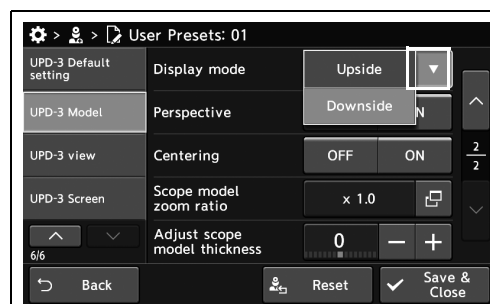 > > User Presets: 01
UPD-3 Default
setting
Display mode
Upside
Downside
UPD-3 Model
Perspective
N
UPD-3 view
Centering
OFF
ON
2
2
UPD-3 Screen
Scope model
zoom ratio
x 1.0
6/6
Adjust scope
model thickness
0
Back
Reset
Save &
Close